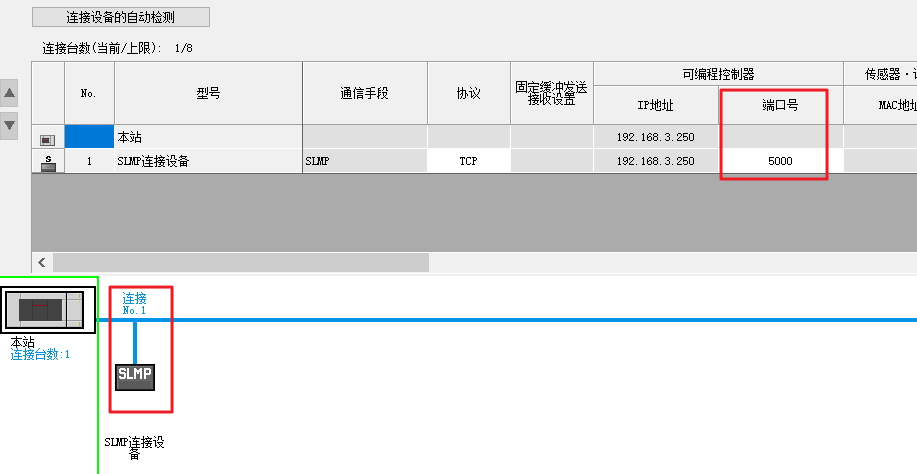 连接设备的自动检测
连接台数(当前/上限): 1/8
No. 型号 通信手段 协议 固定缓冲发送接收设置 可编程控制器 传感器·
IP地址 端口号 MAC地址
本站 192.168.3.250
S 1 SLMP连接设备 SLMP TCP 192.168.3.250 5000
连接
No.1
本站
连接台数:1
SLMP
SLMP连接设
备